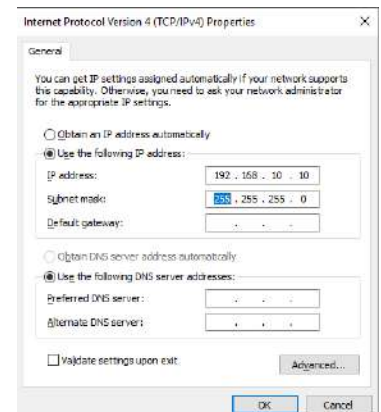 Internet Protocol Version 4 (TCP/IPv4) Properties
General
You can get IP settings assigned automatically if your network supports
this capability. Otherwise, you need to ask your network administrator
for the appropriate IP settings.
Obtain an IP address automatically
Use the following IP address:
IP address: 192 . 168 . 10 . 10
Subnet mask: 255 . 255 . 255 . 0
Default gateway: . . .
Obtain DNS server address automatically
Use the following DNS server addresses:
Preferred DNS server: . . .
Alternate DNS server: . . .
Validate settings upon exit
Advanced...
OK Cancel